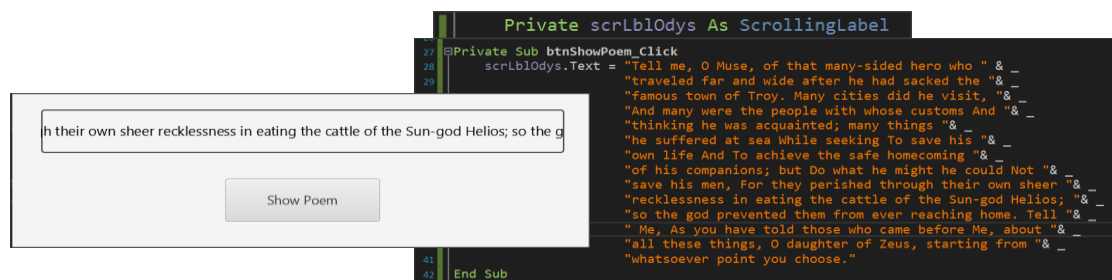 Private scrLblOdys As ScrollingLabel
27 Private Sub btnShowPoem_Click
28 scrLblOdys.Text = "Tell me, O Muse, of that many-sided hero who " & _
29 "traveled far and wide after he had sacked the "& _
"famous town of Troy. Many cities did he visit, "& _
"And many were the people with whose customs And "& _
"thinking he was acquainted; many things "& _
"he suffered at sea While seeking To save his "& _
"own life And To achieve the safe homecoming "& _
"of his companions; but Do what he might he could Not "& _
"save his men, For they perished through their own sheer "& _
"recklessness in eating the cattle of the Sun-god Helios; "& _
"so the god prevented them from ever reaching home. Tell "& _
" Me, As you have told those who came before Me, about "& _
"all these things, O daughter of Zeus, starting from "& _
41 "whatsoever point you choose."
42 End Sub
h their own sheer recklessness in eating the cattle of the Sun-god Helios; so the g
Show Poem